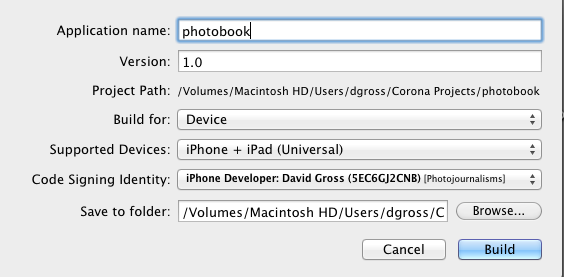 Application name: photobook
Version: 1.0
Project Path: /Volumes/Macintosh HD/Users/dgross/Corona Projects/photobook
Build for: Device
Supported Devices: iPhone + iPad (Universal)
Code Signing Identity: iPhone Developer: David Gross (5EC6GJ2CNB) [Photojournalisms]
Save to folder: /Volumes/Macintosh HD/Users/dgross/C Browse...
Cancel Build